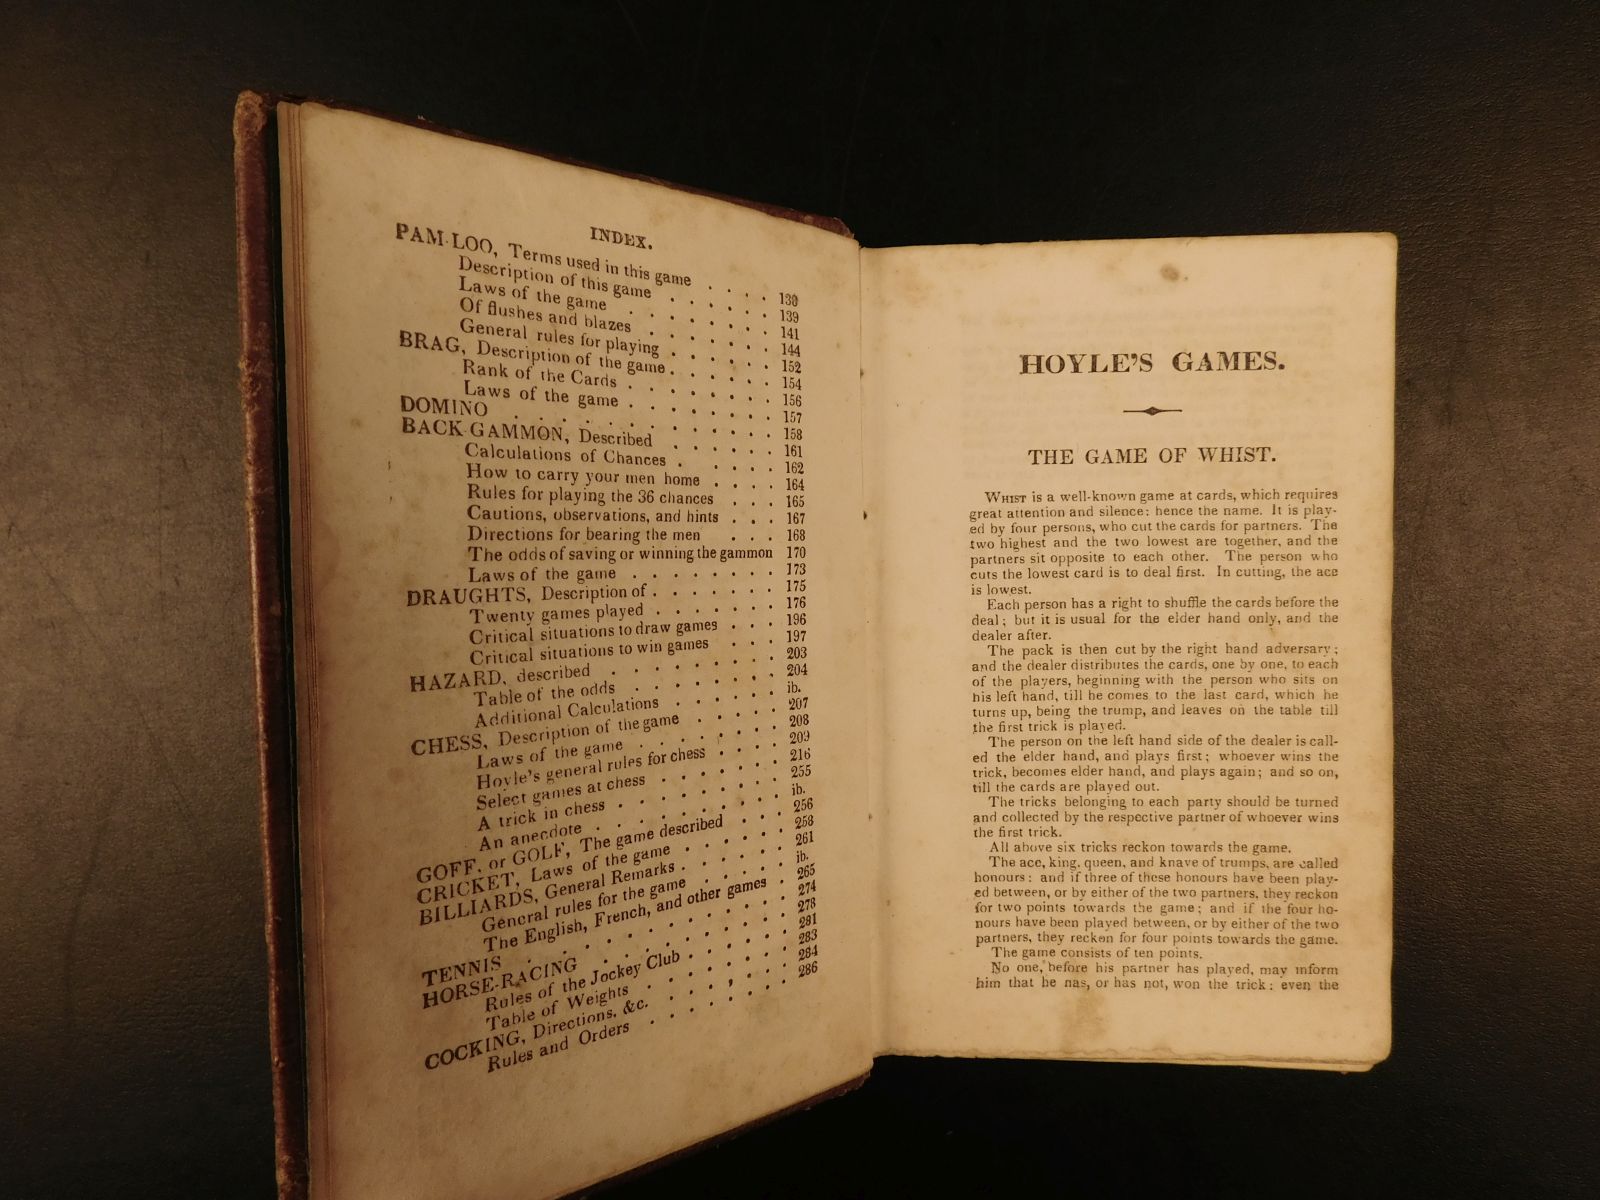 INDEX.
PAM-LOO, Terms used in this game . . . . 138
Description of this game . . . . . 139
Laws of the game . . . . . . . 141
Of flushes and blazes . . . . . . 144
General rules for playing . . . . . 152
BRAG, Description of the game . . . . . 154
Rank of the Cards . . . . . . 156
Laws of the game . . . . . . . 157
DOMINO . . . . . . . . . . 158
BACK-GAMMON, Described . . . . . 161
Calculations of Chances . . . . . 162
How to carry your men home . . . . 164
Rules for playing the 36 chances . . . 165
Cautions, observations, and hints . . . 167
Directions for bearing the men . . . 168
The odds of saving or winning the gammon 170
Laws of the game . . . . . . . 173
DRAUGHTS, Description of . . . . . . 175
Twenty games played . . . . . . 176
Critical situations to draw games . . . 196
Critical situations to win games . . . 197
HAZARD, described . . . . . . . 203
Table of the odds . . . . . . . 204
Additional Calculations . . . . . ib.
CHESS, Description of the game . . . . . 207
Laws of the game . . . . . . . 208
Hoyle's general rules for chess . . . . 209
Select games at chess . . . . . . 216
A trick in chess . . . . . . . 255
An anecdote . . . . . . . . ib.
GOFF, or GOLF, The game described . . . 256
CRICKET, Laws of the game . . . . . 258
BILLIARDS, General Remarks . . . . . . 261
General rules for the game . . . . ib.
The English, French, and other games . 265
TENNIS . . . . . . . . . . 274
HORSE-RACING . . . . . . . . 278
Rules of the Jockey Club . . . . . 281
Table of Weights . . . . . . 283
COCKING, Directions, &c. . . . . . . 284
Rules and Orders . . . . . . . 286
HOYLE'S GAMES.
THE GAME OF WHIST.
WHIST is a well-known game at cards, which requires
great attention and silence: hence the name. It is play-
ed by four persons, who cut the cards for partners. The
two highest and the two lowest are together, and the
partners sit opposite to each other. The person who
cuts the lowest card is to deal first. In cutting, the ace
is lowest.
Each person has a right to shuffle the cards before the
deal; but it is usual for the elder hand only, and the
dealer after.
The pack is then cut by the right hand adversary;
and the dealer distributes the cards, one by one, to each
of the players, beginning with the person who sits on
his left hand, till he comes to the last card, which he
turns up, being the trump, and leaves on the table till
the first trick is played.
The person on the left hand side of the dealer is call-
ed the elder hand, and plays first; whoever wins the
trick, becomes elder hand, and plays again; and so on,
till the cards are played out.
The tricks belonging to each party should be turned
and collected by the respective partner of whoever wins
the first trick.
All above six tricks reckon towards the game.
The ace, king, queen, and knave of trumps, are called
honours: and if three of these honours have been play-
ed between, or by either of the two partners, they reckon
for two points towards the game; and if the four ho-
nours have been played between, or by either of the two
partners, they reckon for four points towards the game.
The game consists of ten points.
No one, before his partner has played, may inform
him that he has, or has not, won the trick: even the